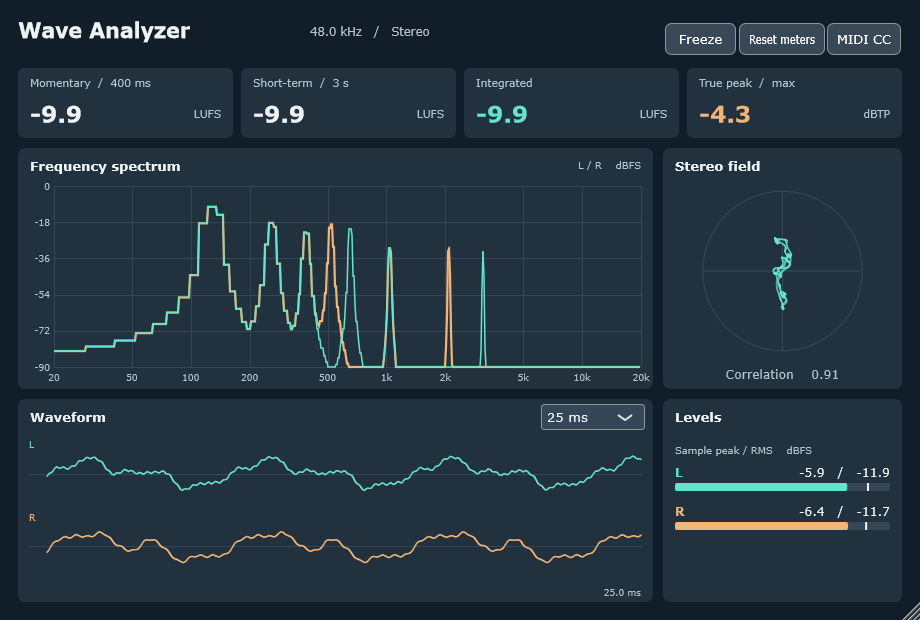 Wave Analyzer
48.0 kHz / Stereo
Freeze
Reset meters
MIDI CC
Momentary / 400 ms
-9.9
LUFS
Short-term / 3 s
-9.9
LUFS
Integrated
-9.9
LUFS
True peak / max
-4.3
dBTP
Frequency spectrum
L / R dBFS
0
-18
-36
-54
-72
-90
20
50
100
200
500
1k
2k
5k
10k
20k
Stereo field
Correlation 0.91
Waveform
25 ms
L
R
25.0 ms
Levels
Sample peak / RMS dBFS
L -5.9 / -11.9
R -6.4 / -11.7